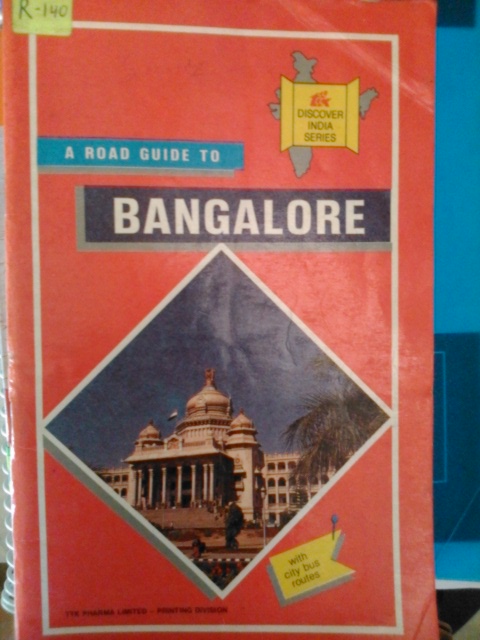 R-140
DISCOVER
INDIA
SERIES
A ROAD GUIDE TO
BANGALORE
with
city bus
routes
TTK PHARMA LIMITED - PRINTING DIVISION